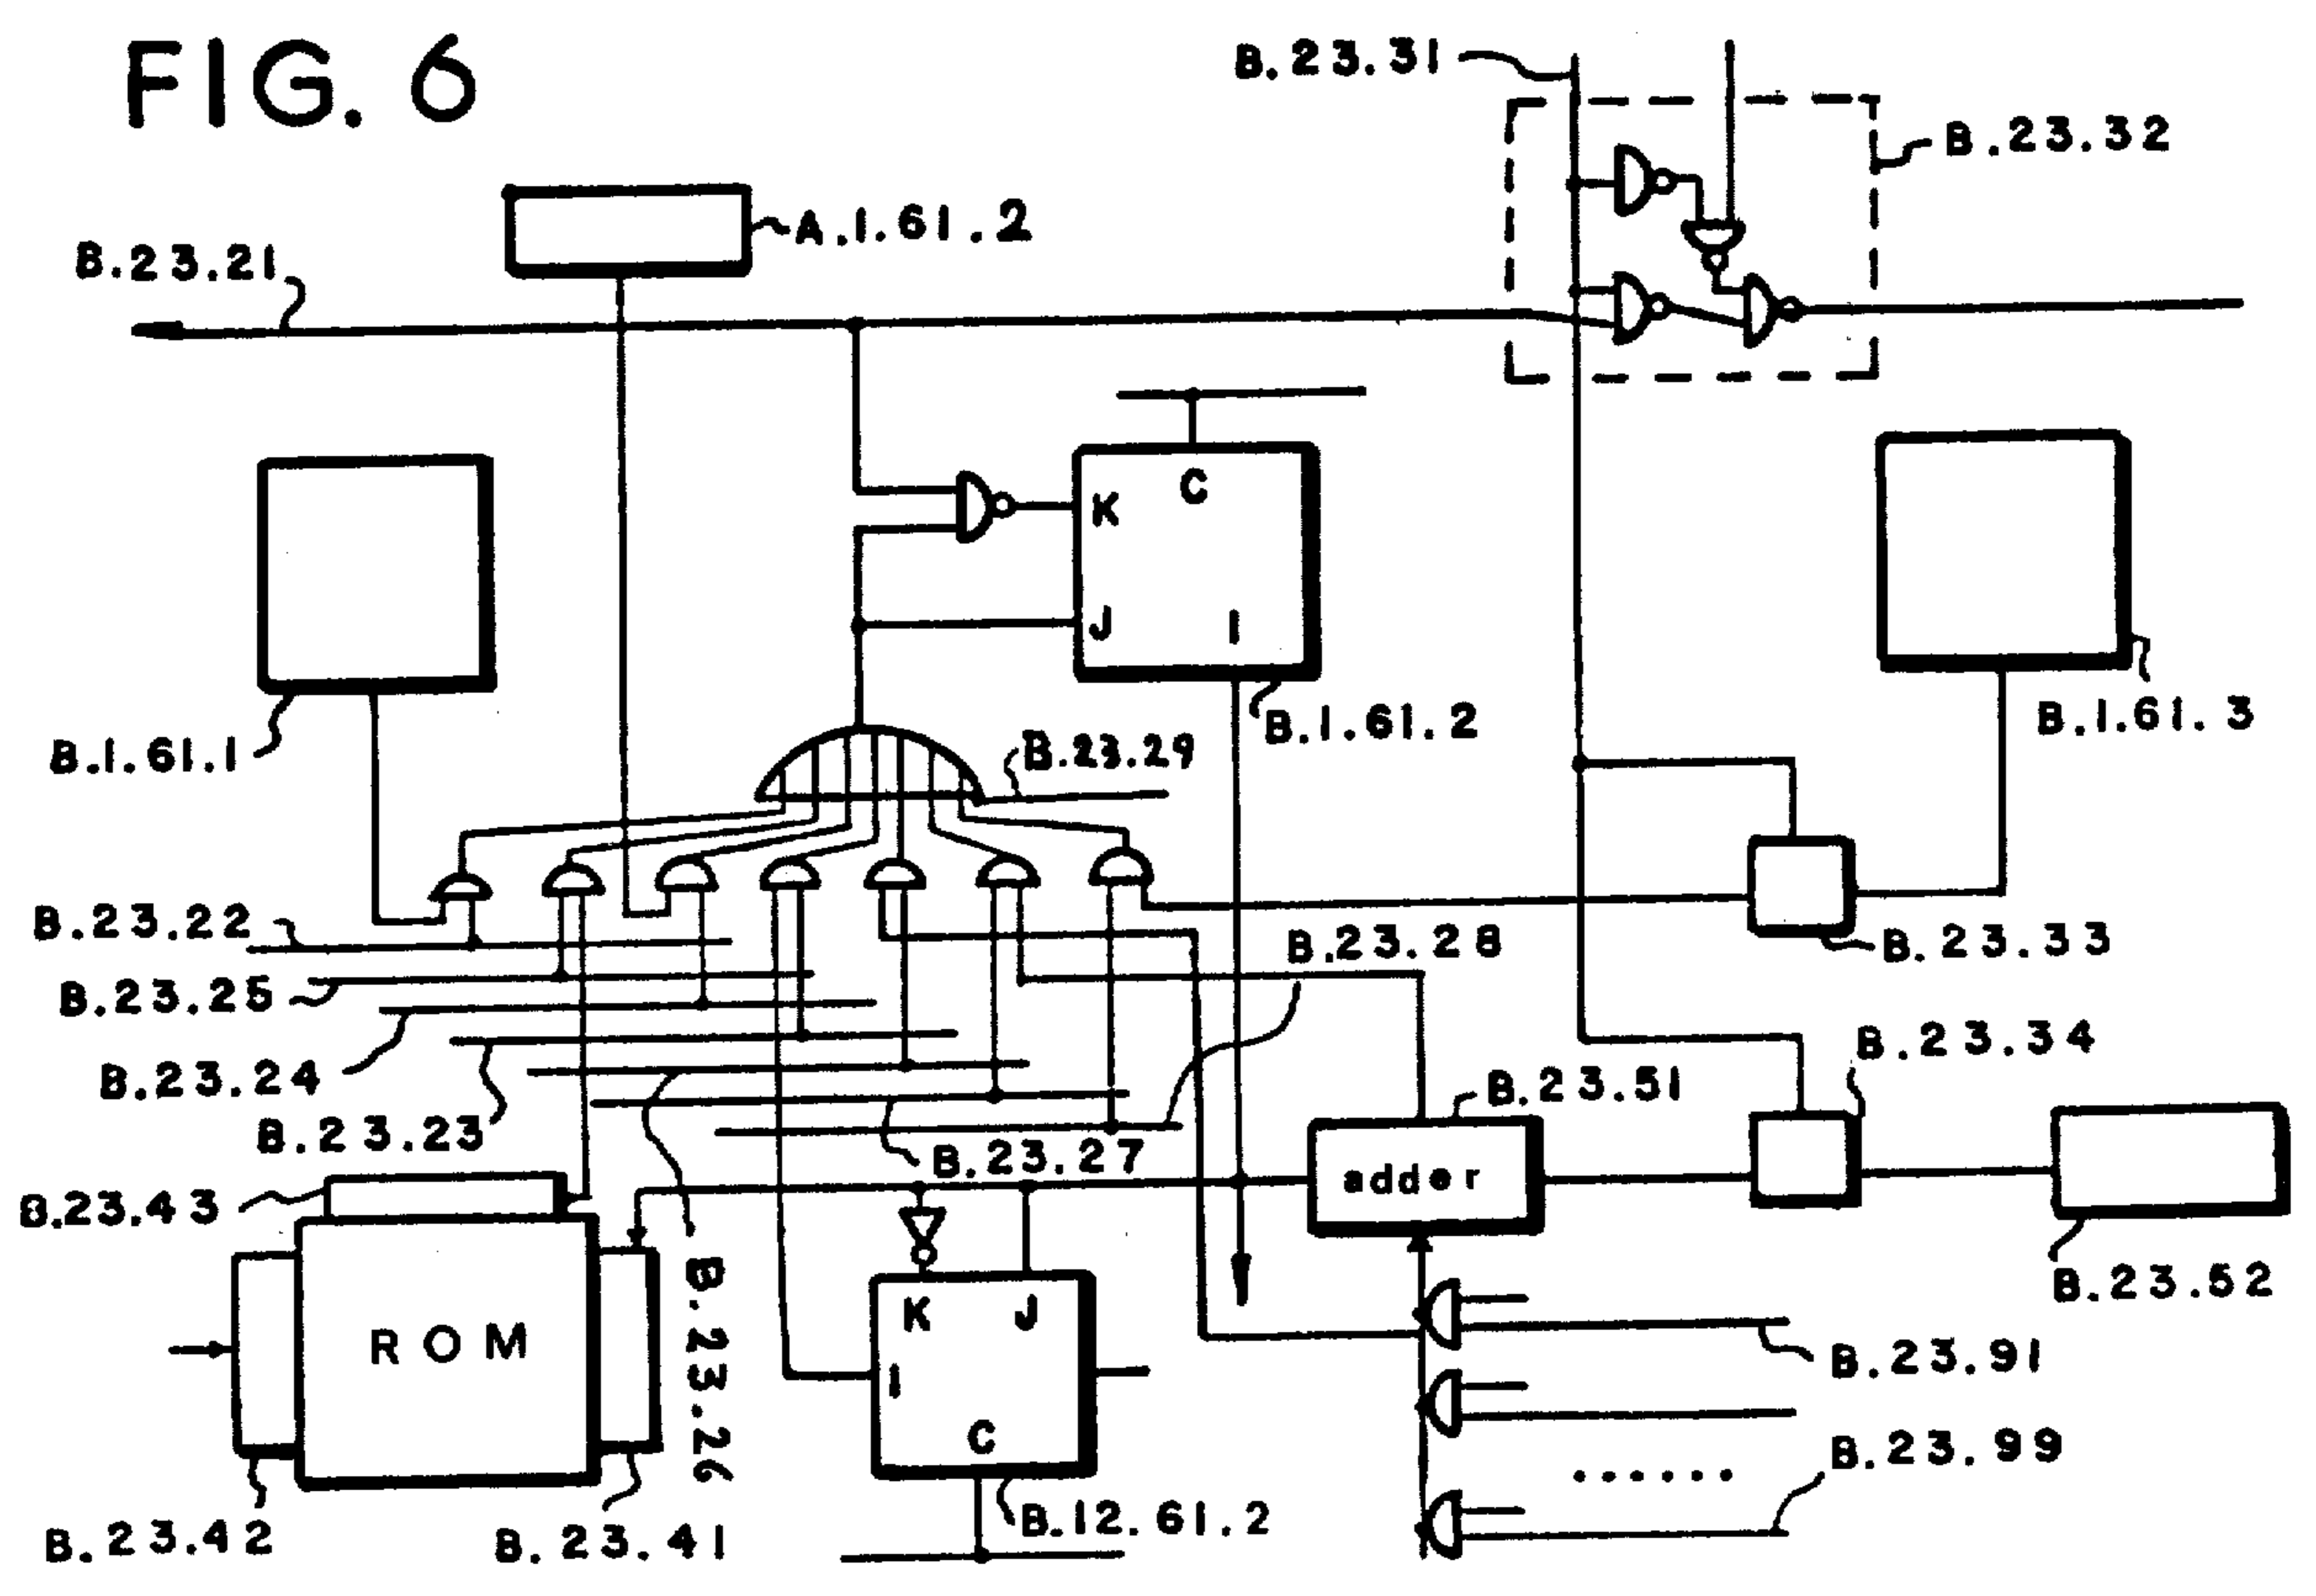 FIG. 6
B.23.31
B.23.32
A.1.61.2
B.23.21
C
K
J
I
B.1.61.2
B.1.61.3
B.1.61.1
B.23.29
B.23.22
B.23.28
B.23.33
B.23.25
B.23.24
B.23.34
B.23.23
B.23.51
B.23.27
adder
B.23.43
B.23.52
B.23.26
ROM
K J
I
C
B.23.91
B.23.99
B.12.61.2
B.23.42
B.23.41